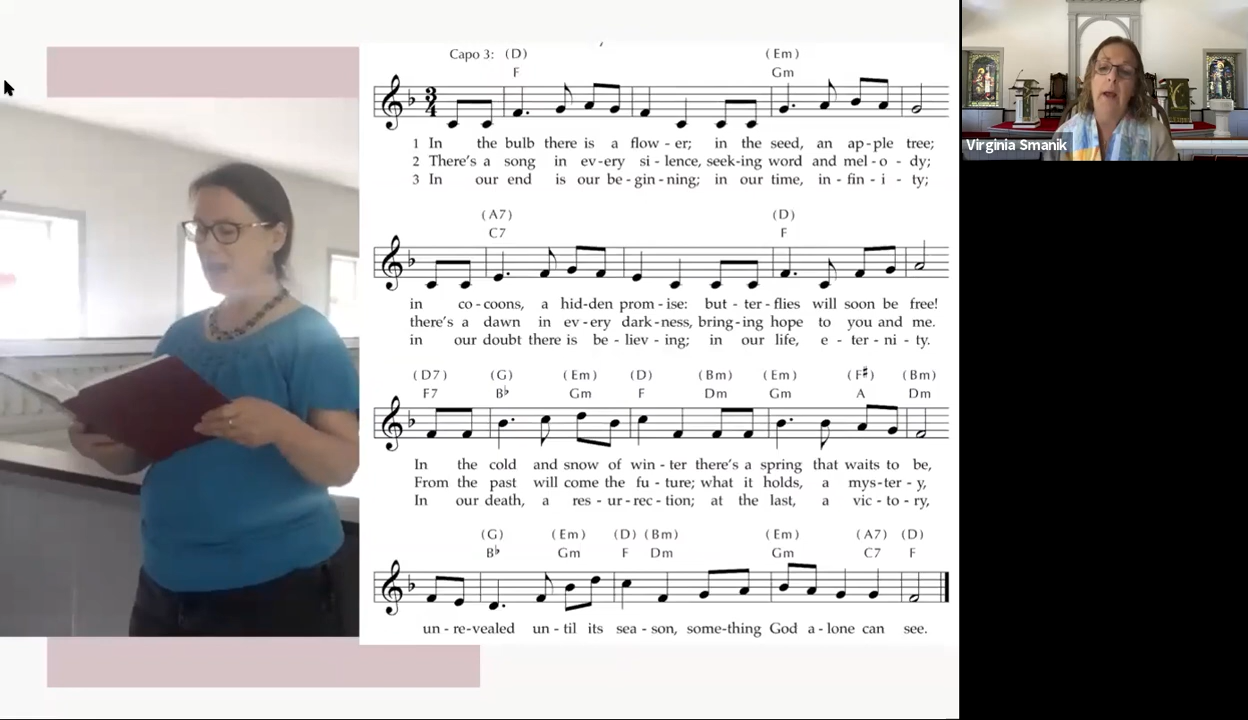 Capo 3: (D) (Em)
F Gm
1 In the bulb there is a flow - er; in the seed, an ap - ple tree;
2 There's a song in ev - ery si - lence, seek - ing word and mel - o - dy;
3 In our end is our be - gin - ning; in our time, in - fin - i - ty;
(A7) (D)
C7 F
in co - coons, a hid - den prom - ise: but - ter - flies will soon be free!
there's a dawn in ev - ery dark - ness, bring - ing hope to you and me.
in our doubt there is be - liev - ing; in our life, e - ter - ni - ty.
(D7) (G) (Em) (D) (Bm) (Em) (F♯) (Bm)
F7 B♭ Gm F Dm Gm A Dm
In the cold and snow of win - ter there's a spring that waits to be,
From the past will come the fu - ture; what it holds, a mys - ter - y,
In our death, a res - ur - rec - tion; at the last, a vic - to - ry,
(G) (Em) (D) (Bm) (Em) (A7) (D)
B♭ Gm F Dm Gm C7 F
un - re - vealed un - til its sea - son, some - thing God a - lone can see.
Virginia Smanik